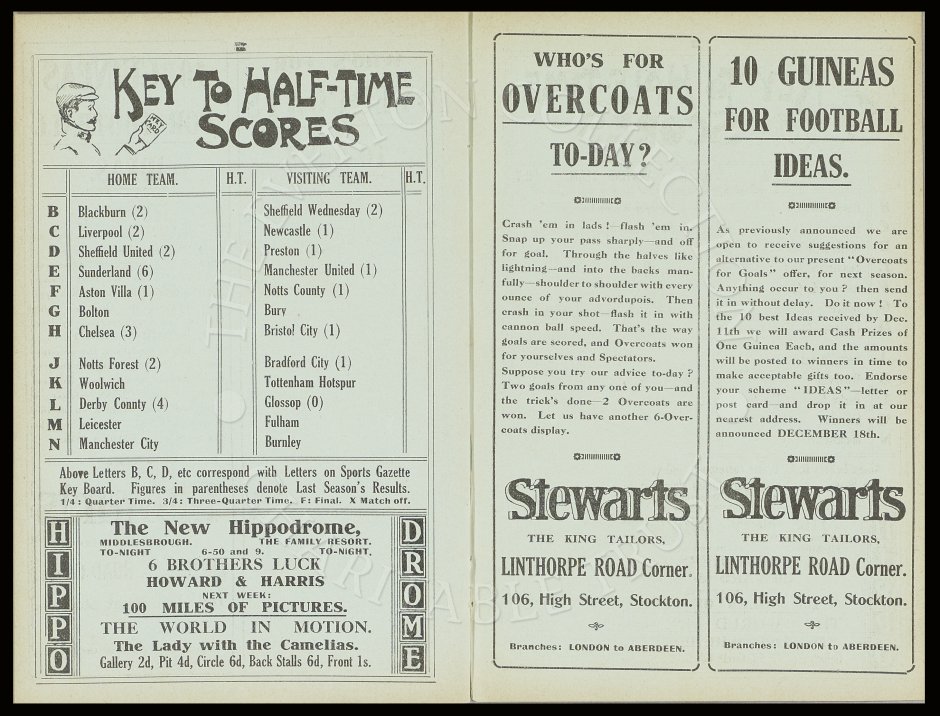 KEY TO HALF-TIME
SCORES
KEY CARD
HOME TEAM. H.T. VISITING TEAM. H.T.
B Blackburn (2) Sheffield Wednesday (2)
C Liverpool (2) Newcastle (1)
D Sheffield United (2) Preston (1)
E Sunderland (6) Manchester United (1)
F Aston Villa (1) Notts County (1)
G Bolton Bury
H Chelsea (3) Bristol City (1)
J Notts Forest (2) Bradford City (1)
K Woolwich Tottenham Hotspur
L Derby Connty (4) Glossop (0)
M Leicester Fulham
N Manchester City Burnley
Above Letters B, C, D, etc correspond with Letters on Sports Gazette
Key Board. Figures in parentheses denote Last Season's Results.
1/4: Quarter Time. 3/4: Three-Quarter Time. F: Final. X Match off.
HIPPO
The New Hippodrome,
MIDDLESBROUGH. THE FAMILY RESORT.
TO-NIGHT 6-50 and 9. TO-NIGHT,
6 BROTHERS LUCK
HOWARD & HARRIS
NEXT WEEK:
100 MILES OF PICTURES.
THE WORLD IN MOTION.
The Lady with the Camelias.
Gallery 2d, Pit 4d, Circle 6d, Back Stalls 6d, Front 1s.
DROME
WHO'S FOR
OVERCOATS
TO-DAY?
Crash 'em in lads!—flash 'em in.
Snap up your pass sharply—and off
for goal. Through the halves like
lightning—and into the backs man-
fully—shoulder to shoulder with every
ounce of your advordupois. Then
crash in your shot—flash it in with
cannon ball speed. That's the way
goals are scored, and Overcoats won
for yourselves and Spectators.
Suppose you try our advice to-day?
Two goals from any one of you—and
the trick's done—2 Overcoats are
won. Let us have another 6-Over-
coats display.
Stewarts
THE KING TAILORS,
LINTHORPE ROAD Corner.
106, High Street, Stockton.
Branches: LONDON to ABERDEEN.
10 GUINEAS
FOR FOOTBALL
IDEAS.
As previously announced we are
open to receive suggestions for an
alternative to our present "Overcoats
for Goals" offer, for next season.
Anything occur to you? then send
it in without delay. Do it now! To
the 10 best Ideas received by Dec.
11th we will award Cash Prizes of
One Guinea Each, and the amounts
will be posted to winners in time to
make acceptable gifts too. Endorse
your scheme "IDEAS"—letter or
post card—and drop it in at our
nearest address. Winners will be
announced DECEMBER 18th.
Stewarts
THE KING TAILORS,
LINTHORPE ROAD Corner.
106, High Street, Stockton.
Branches: LONDON to ABERDEEN.